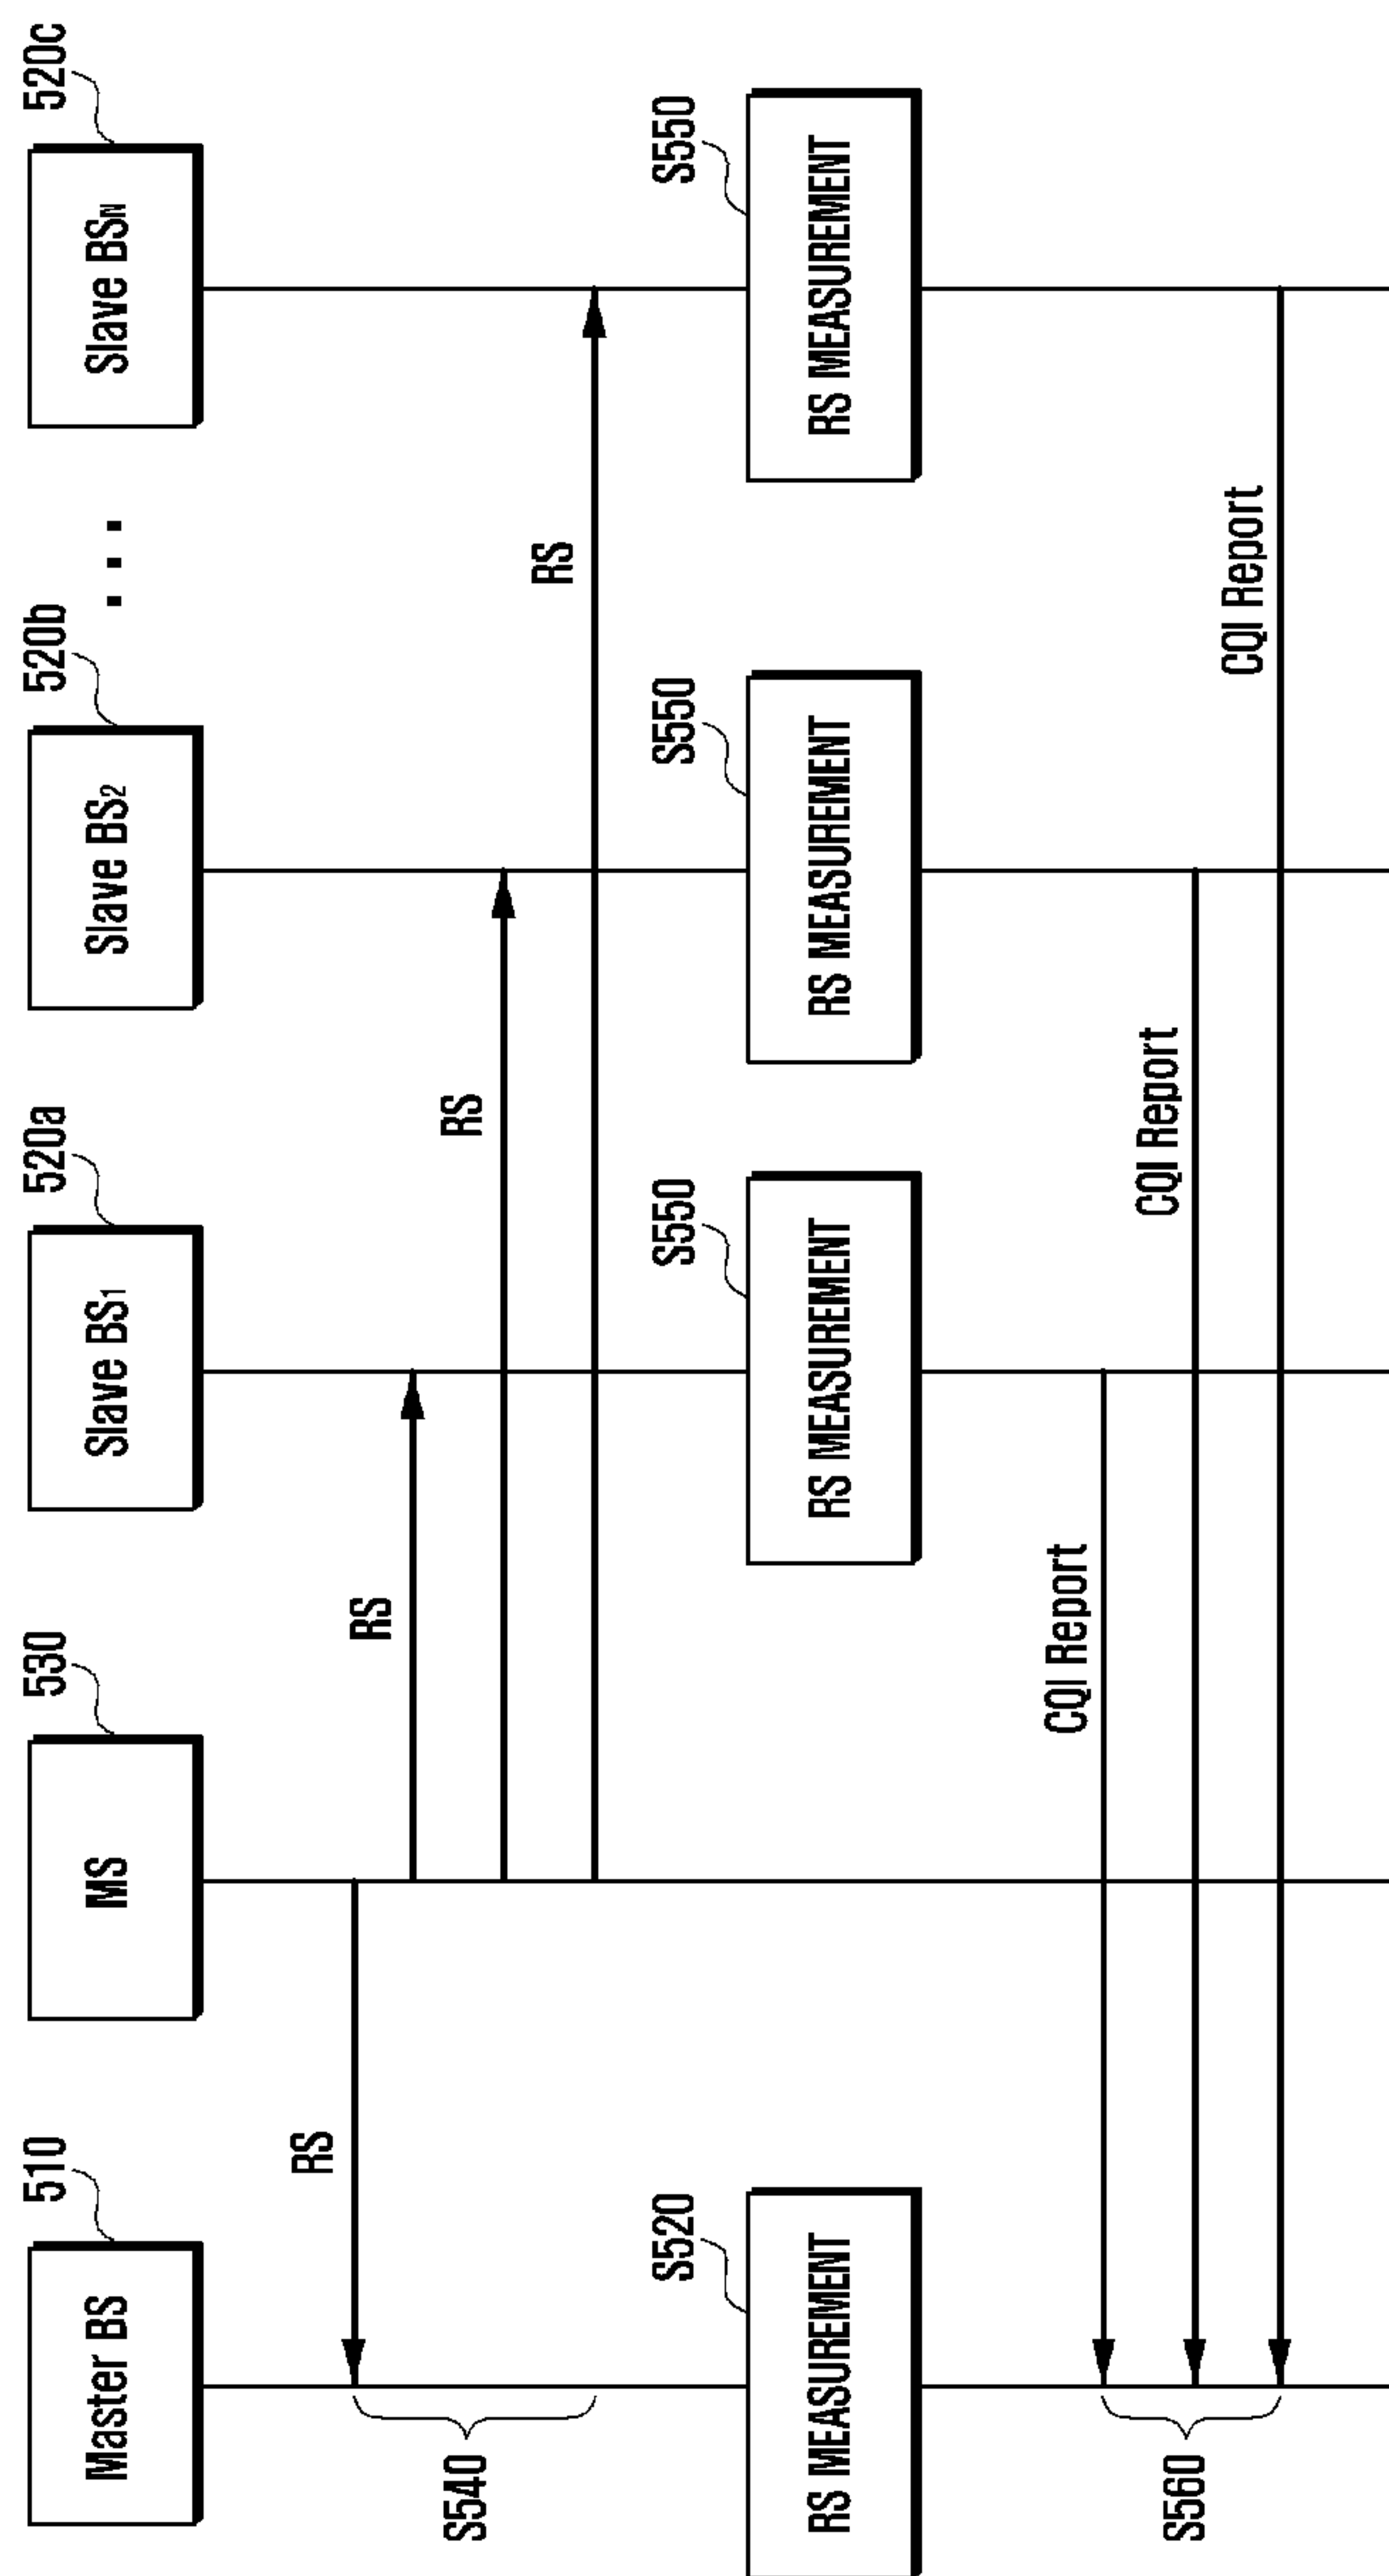 510
530
520a
520b
520c
Master BS
MS
Slave BS1
Slave BS2
...
Slave BSN
RS
RS
RS
RS
S540
S520
S550
S550
S550
RS MEASUREMENT
RS MEASUREMENT
RS MEASUREMENT
RS MEASUREMENT
CQI Report
CQI Report
CQI Report
S560